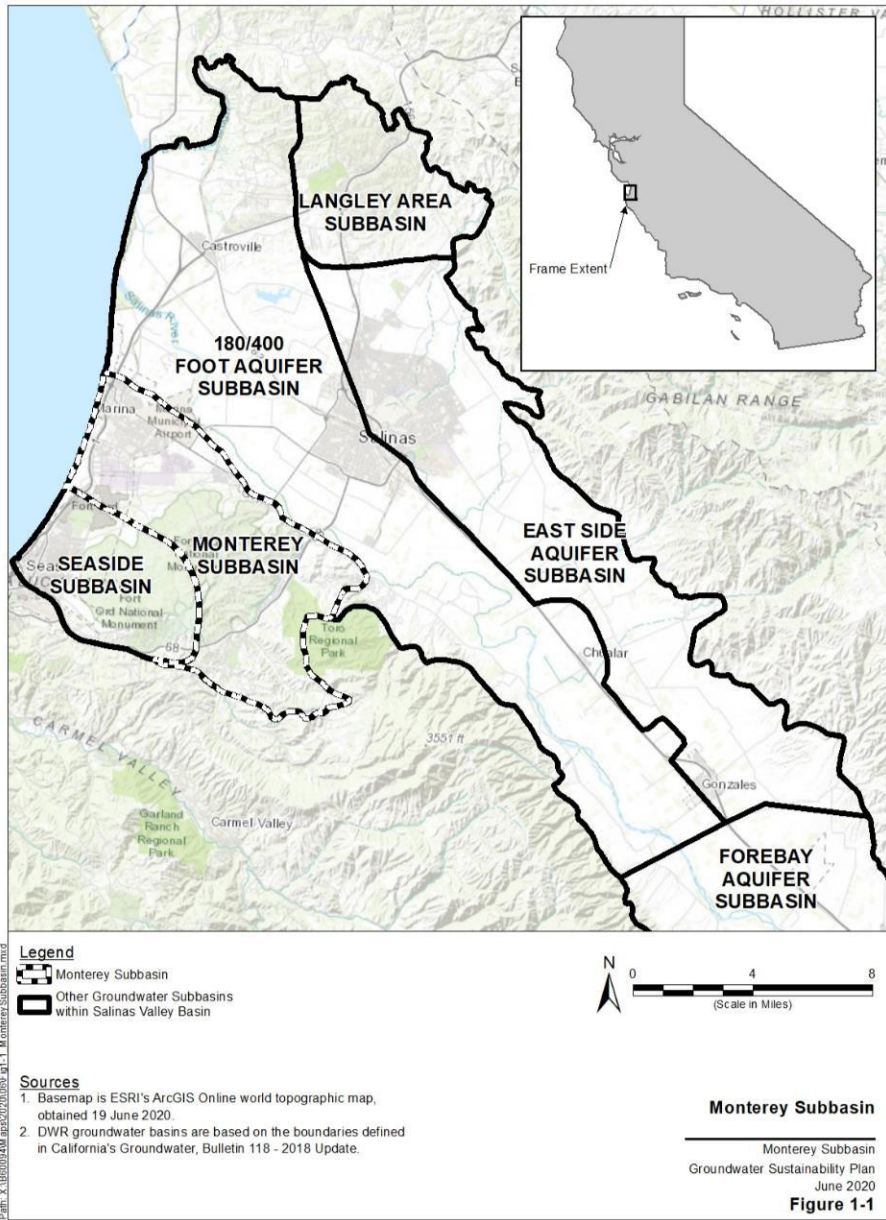 HOLLISTER VA
Frame Extent
LANGLEY AREA
SUBBASIN
Castroville
Salinas
River
180/400
FOOT AQUIFER
SUBBASIN
GABILAN RANGE
arina
Muni
Airport
Salinas
EAST SIDE
AQUIFER
SUBBASIN
MONTEREY
SUBBASIN
SEASIDE
SUBBASIN
Fort
Ord National
Monument
68
Toro
Regional
Park
Chualar
CARMEL VALLEY
3551 ft
Gonzales
Garland
Ranch
Regional
Park
Carmel Valley
FOREBAY
AQUIFER
SUBBASIN
Legend
Monterey Subbasin
Other Groundwater Subbasins
within Salinas Valley Basin
N
0 4 8
(Scale in Miles)
Sources
1. Basemap is ESRI's ArcGIS Online world topographic map,
obtained 19 June 2020.
2. DWR groundwater basins are based on the boundaries defined
in California's Groundwater, Bulletin 118 - 2018 Update.
Monterey Subbasin
Monterey Subbasin
Groundwater Sustainability Plan
June 2020
Figure 1-1